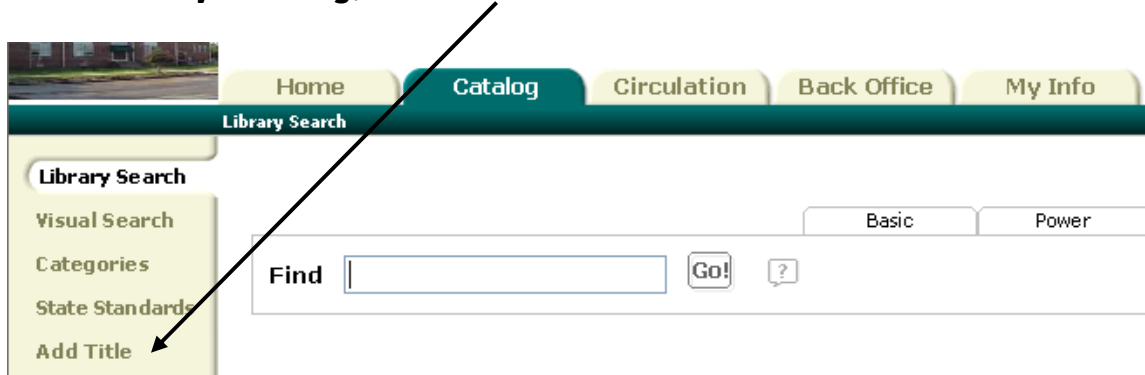 Home Catalog Circulation Back Office My Info
Library Search
Library Search
Visual Search
Categories
State Standards
Add Title
Basic Power
Find Go! ?